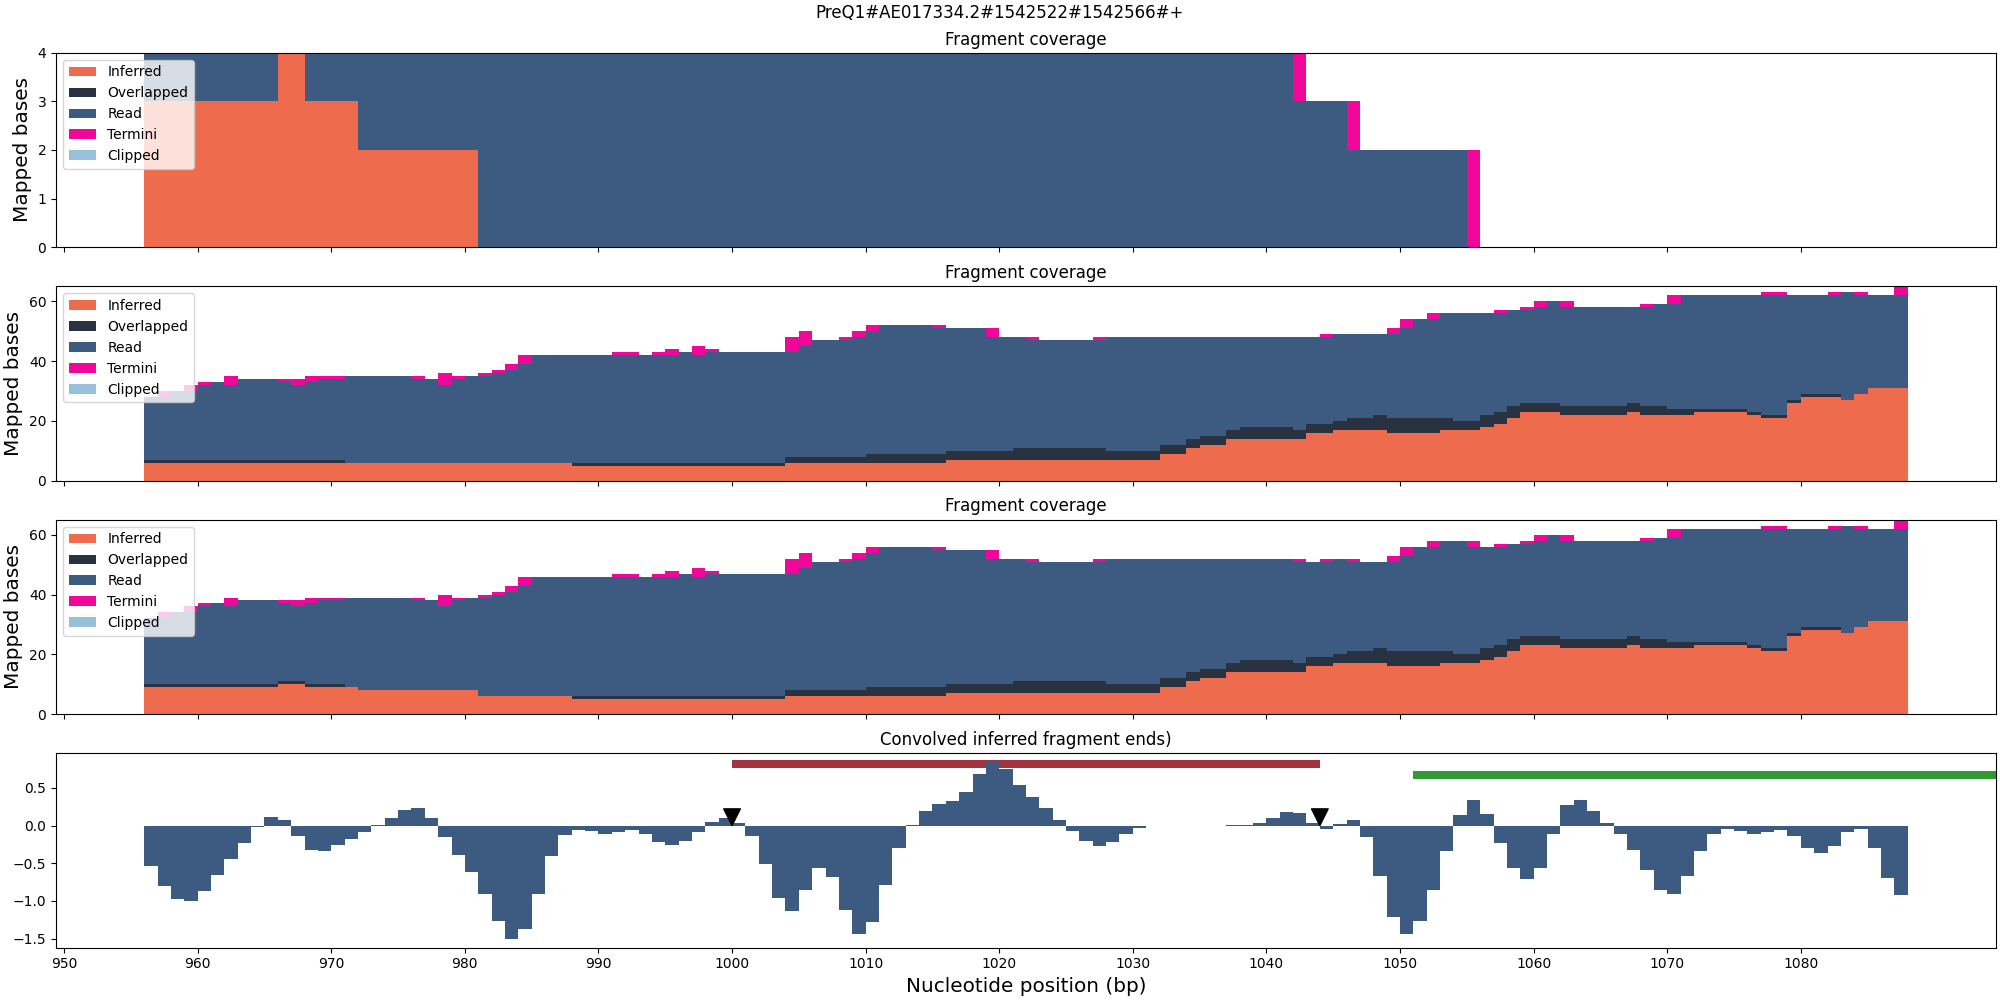 PreQ1#AE017334.2#1542522#1542566#+
Fragment coverage
Mapped bases
4
3
2
1
0
Inferred
Overlapped
Read
Termini
Clipped
Fragment coverage
Mapped bases
60
40
20
0
Inferred
Overlapped
Read
Termini
Clipped
Fragment coverage
Mapped bases
60
40
20
0
Inferred
Overlapped
Read
Termini
Clipped
Convolved inferred fragment ends)
0.5
0.0
−0.5
−1.0
−1.5
950 960 970 980 990 1000 1010 1020 1030 1040 1050 1060 1070 1080
Nucleotide position (bp)